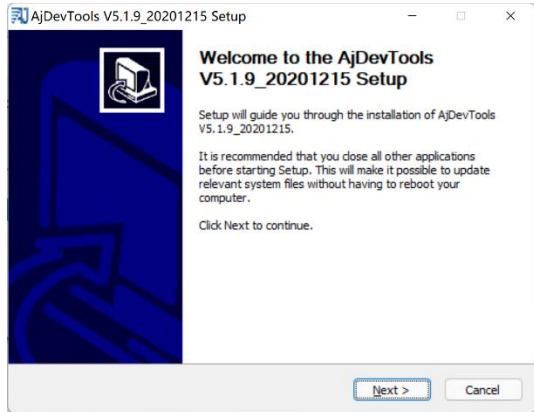 AjDevTools V5.1.9_20201215 Setup
Welcome to the AjDevTools
V5.1.9_20201215 Setup
Setup will guide you through the installation of AjDevTools
V5.1.9_20201215.
It is recommended that you close all other applications
before starting Setup. This will make it possible to update
relevant system files without having to reboot your
computer.
Click Next to continue.
Next >
Cancel